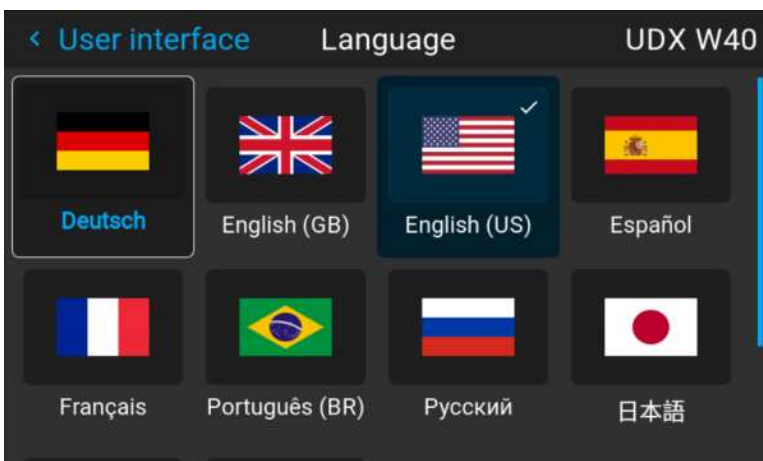 User interface Language UDX W40
Deutsch English (GB) English (US) Español
Français Português (BR) Русский 日本語